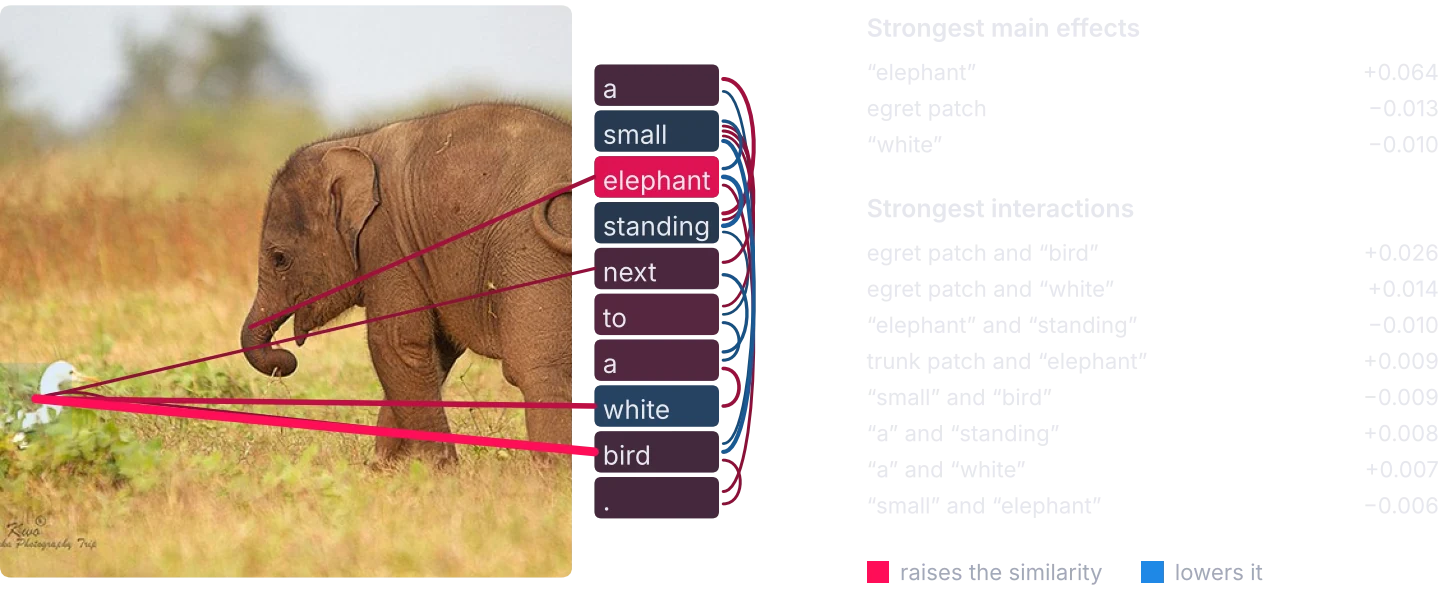 a
small
elephant
standing
next
to
a
white
bird
.
Kiwo
Photography Trip
Strongest main effects
“elephant” +0.064
egret patch −0.013
“white” −0.010
Strongest interactions
egret patch and “bird” +0.026
egret patch and “white” +0.014
“elephant” and “standing” −0.010
trunk patch and “elephant” +0.009
“small” and “bird” −0.009
“a” and “standing” +0.008
“a” and “white” +0.007
“small” and “elephant” −0.006
raises the similarity
lowers it